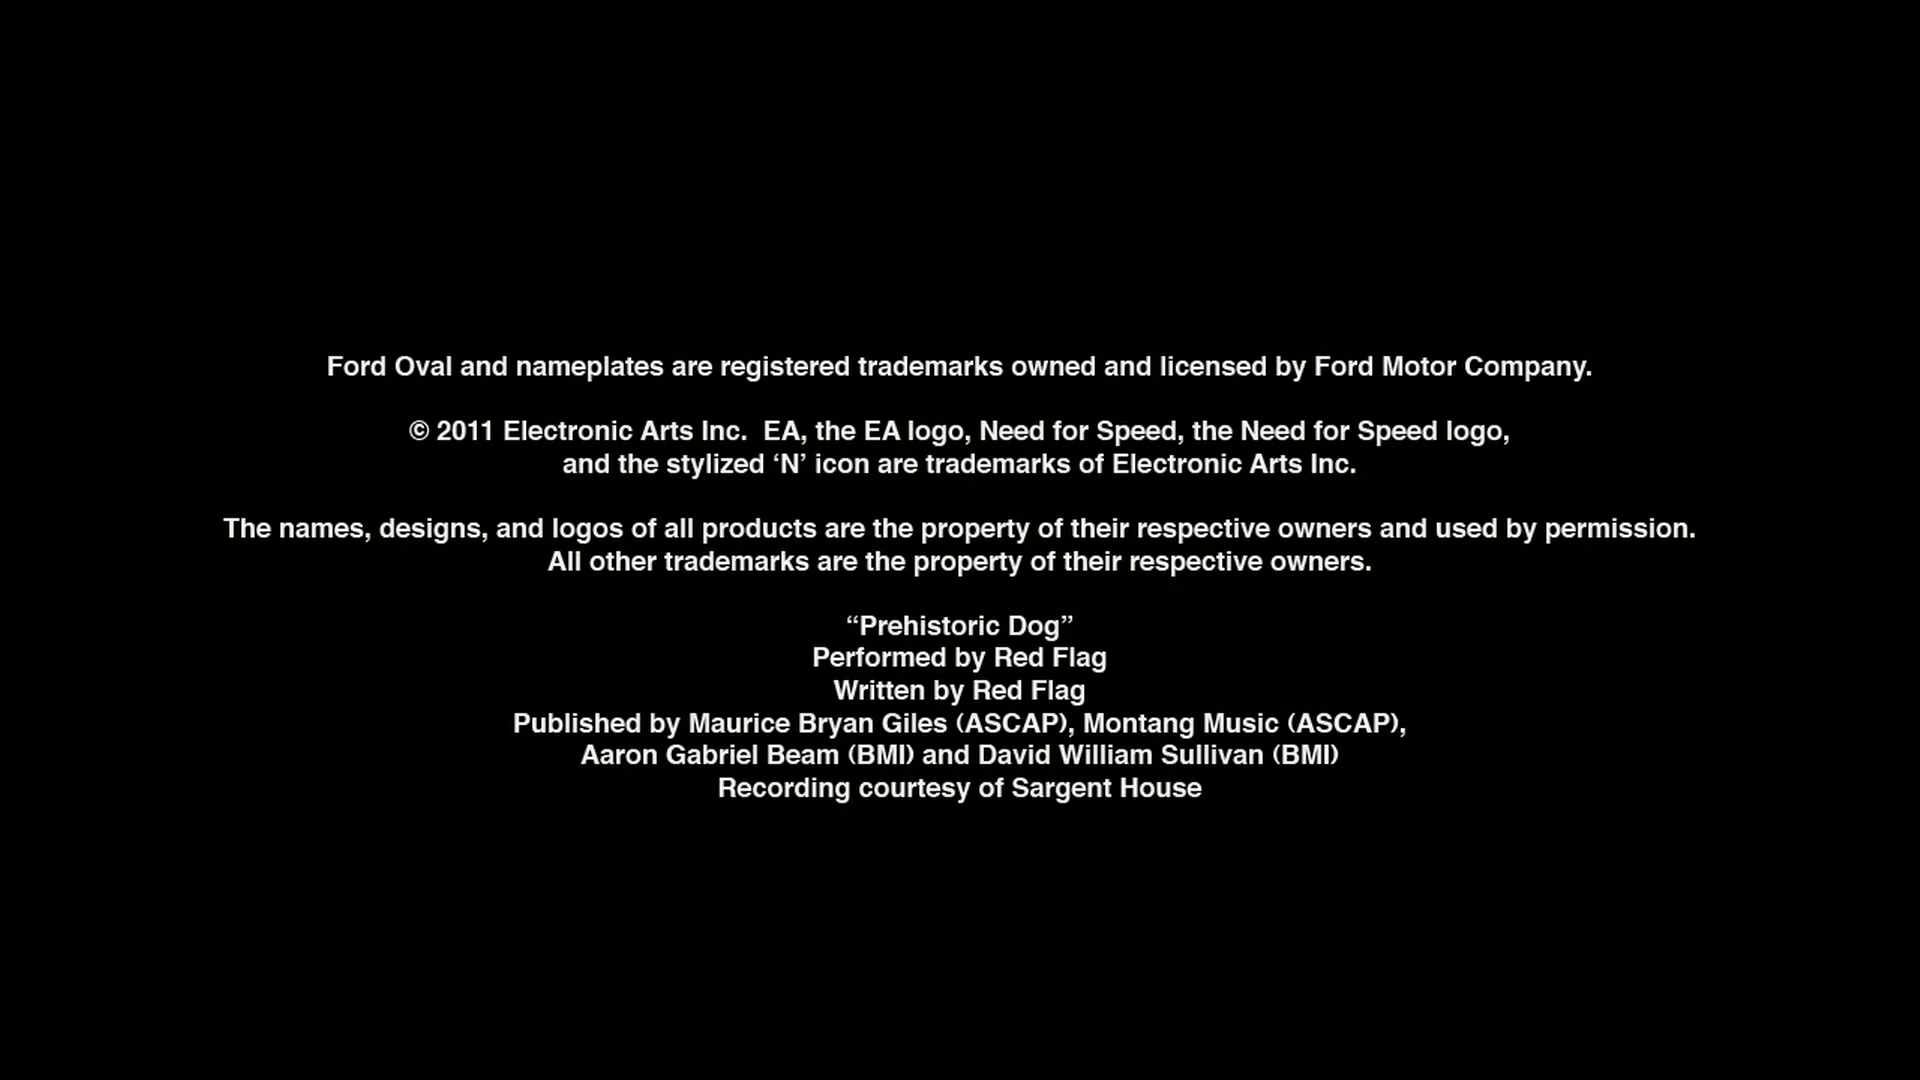 Ford Oval and nameplates are registered trademarks owned and licensed by Ford Motor Company.
© 2011 Electronic Arts Inc.  EA, the EA logo, Need for Speed, the Need for Speed logo,
and the stylized ‘N’ icon are trademarks of Electronic Arts Inc.
The names, designs, and logos of all products are the property of their respective owners and used by permission.
All other trademarks are the property of their respective owners.
“Prehistoric Dog”
Performed by Red Flag
Written by Red Flag
Published by Maurice Bryan Giles (ASCAP), Montang Music (ASCAP),
Aaron Gabriel Beam (BMI) and David William Sullivan (BMI)
Recording courtesy of Sargent House